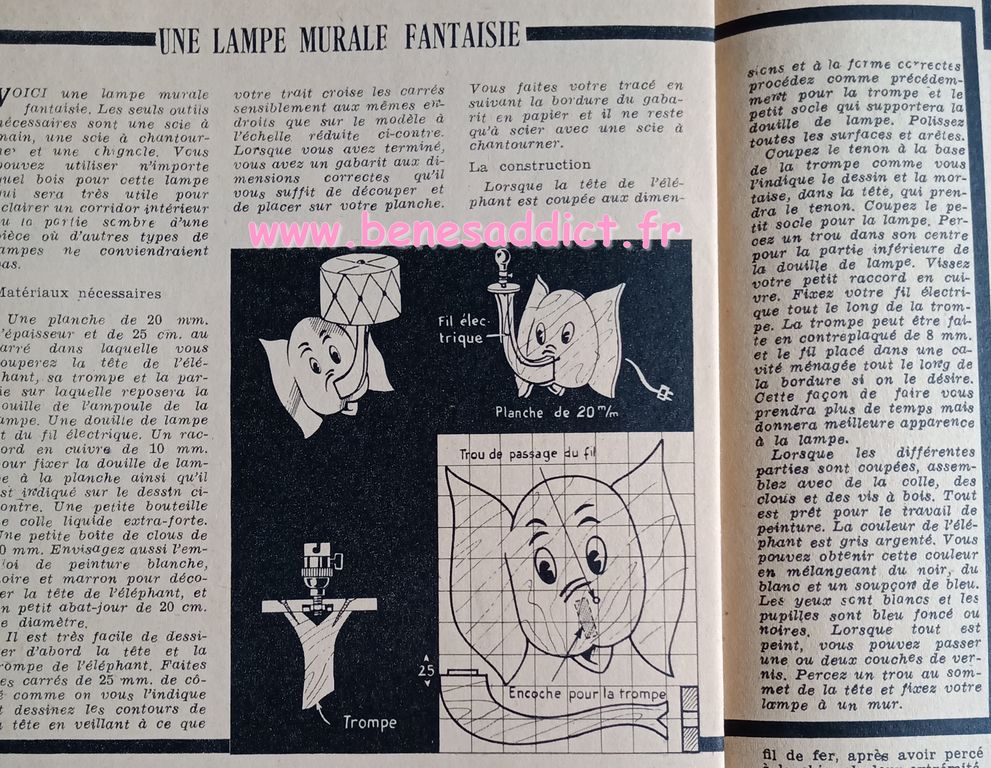 UNE LAMPE MURALE FANTAISIE
VOICI une lampe murale
fantaisie. Les seuls outils
nécessaires sont une scie à
main, une scie à chantour-
ner et une chignole. Vous
pouvez utiliser n'importe
quel bois pour cette lampe
qui sera très utile pour
éclairer un corridor intérieur
ou la partie sombre d'une
pièce où d'autres types de
lampes ne conviendraient
pas.
Matériaux nécessaires
Une planche de 20 mm.
d'épaisseur et de 25 cm. au
carré dans laquelle vous
couperez la tête de l'élé-
phant, sa trompe et la par-
tie sur laquelle reposera la
douille de l'ampoule de la
lampe. Une douille de lampe
et du fil électrique. Un rac-
cord en cuivre de 10 mm.
pour fixer la douille de lam-
pe à la planche ainsi qu'il
est indiqué sur le dessin ci-
contre. Une petite bouteille
de colle liquide extra-forte.
Une petite boîte de clous de
0 mm. Envisagez aussi l'em-
ploi de peinture blanche,
noire et marron pour déco-
rer la tête de l'éléphant, et
un petit abat-jour de 20 cm.
de diamètre.
Il est très facile de dessi-
ner d'abord la tête et la
trompe de l'éléphant. Faites
des carrés de 25 mm. de cô-
té comme on vous l'indique
et dessinez les contours de
la tête en veillant à ce que
votre trait croise les carrés
sensiblement aux mêmes en-
droits que sur le modèle à
l'échelle réduite ci-contre.
Lorsque vous avez terminé,
vous avez un gabarit aux di-
mensions correctes qu'il
vous suffit de découper et
de placer sur votre planche.
Vous faites votre tracé en
suivant la bordure du gaba-
rit en papier et il ne reste
qu'à scier avec une scie à
chantourner.
La construction
Lorsque la tête de l'élé-
phant est coupée aux dimen-
www.benesaddict.fr
Fil élec-
trique
Planche de 20 m/m
Trou de passage du fil
25
Encoche pour la trompe
Trompe
sions et à la forme correctes
procédez comme précédem-
ment pour la trompe et le
petit socle qui supportera la
douille de lampe. Polissez
toutes les surfaces et arêtes.
Coupez le tenon à la base
de la trompe comme vous
l'indique le dessin et la mor-
taise, dans la tête, qui pren-
dra le tenon. Coupez le pe-
tit socle pour la lampe. Per-
cez un trou dans son centre
pour la partie inférieure de
la douille de lampe. Vissez
votre petit raccord en cui-
vre. Fixez votre fil électri-
que tout le long de la trom-
pe. La trompe peut être fai-
te en contreplaqué de 8 mm.
et le fil placé dans une ca-
vité ménagée tout le long de
la bordure si on le désire.
Cette façon de faire vous
prendra plus de temps mais
donnera meilleure apparence
à la lampe.
Lorsque les différentes
parties sont coupées, assem-
blez avec de la colle, des
clous et des vis à bois. Tout
est prêt pour le travail de
peinture. La couleur de l'élé-
phant est gris argenté. Vous
pouvez obtenir cette couleur
en mélangeant du noir, du
blanc et un soupçon de bleu.
Les yeux sont blancs et les
pupilles sont bleu foncé ou
noires. Lorsque tout est
peint, vous pouvez passer
une ou deux couches de ver-
nis. Percez un trou au som-
met de la tête et fixez votre
lampe à un mur.
fil de fer, après avoir percé